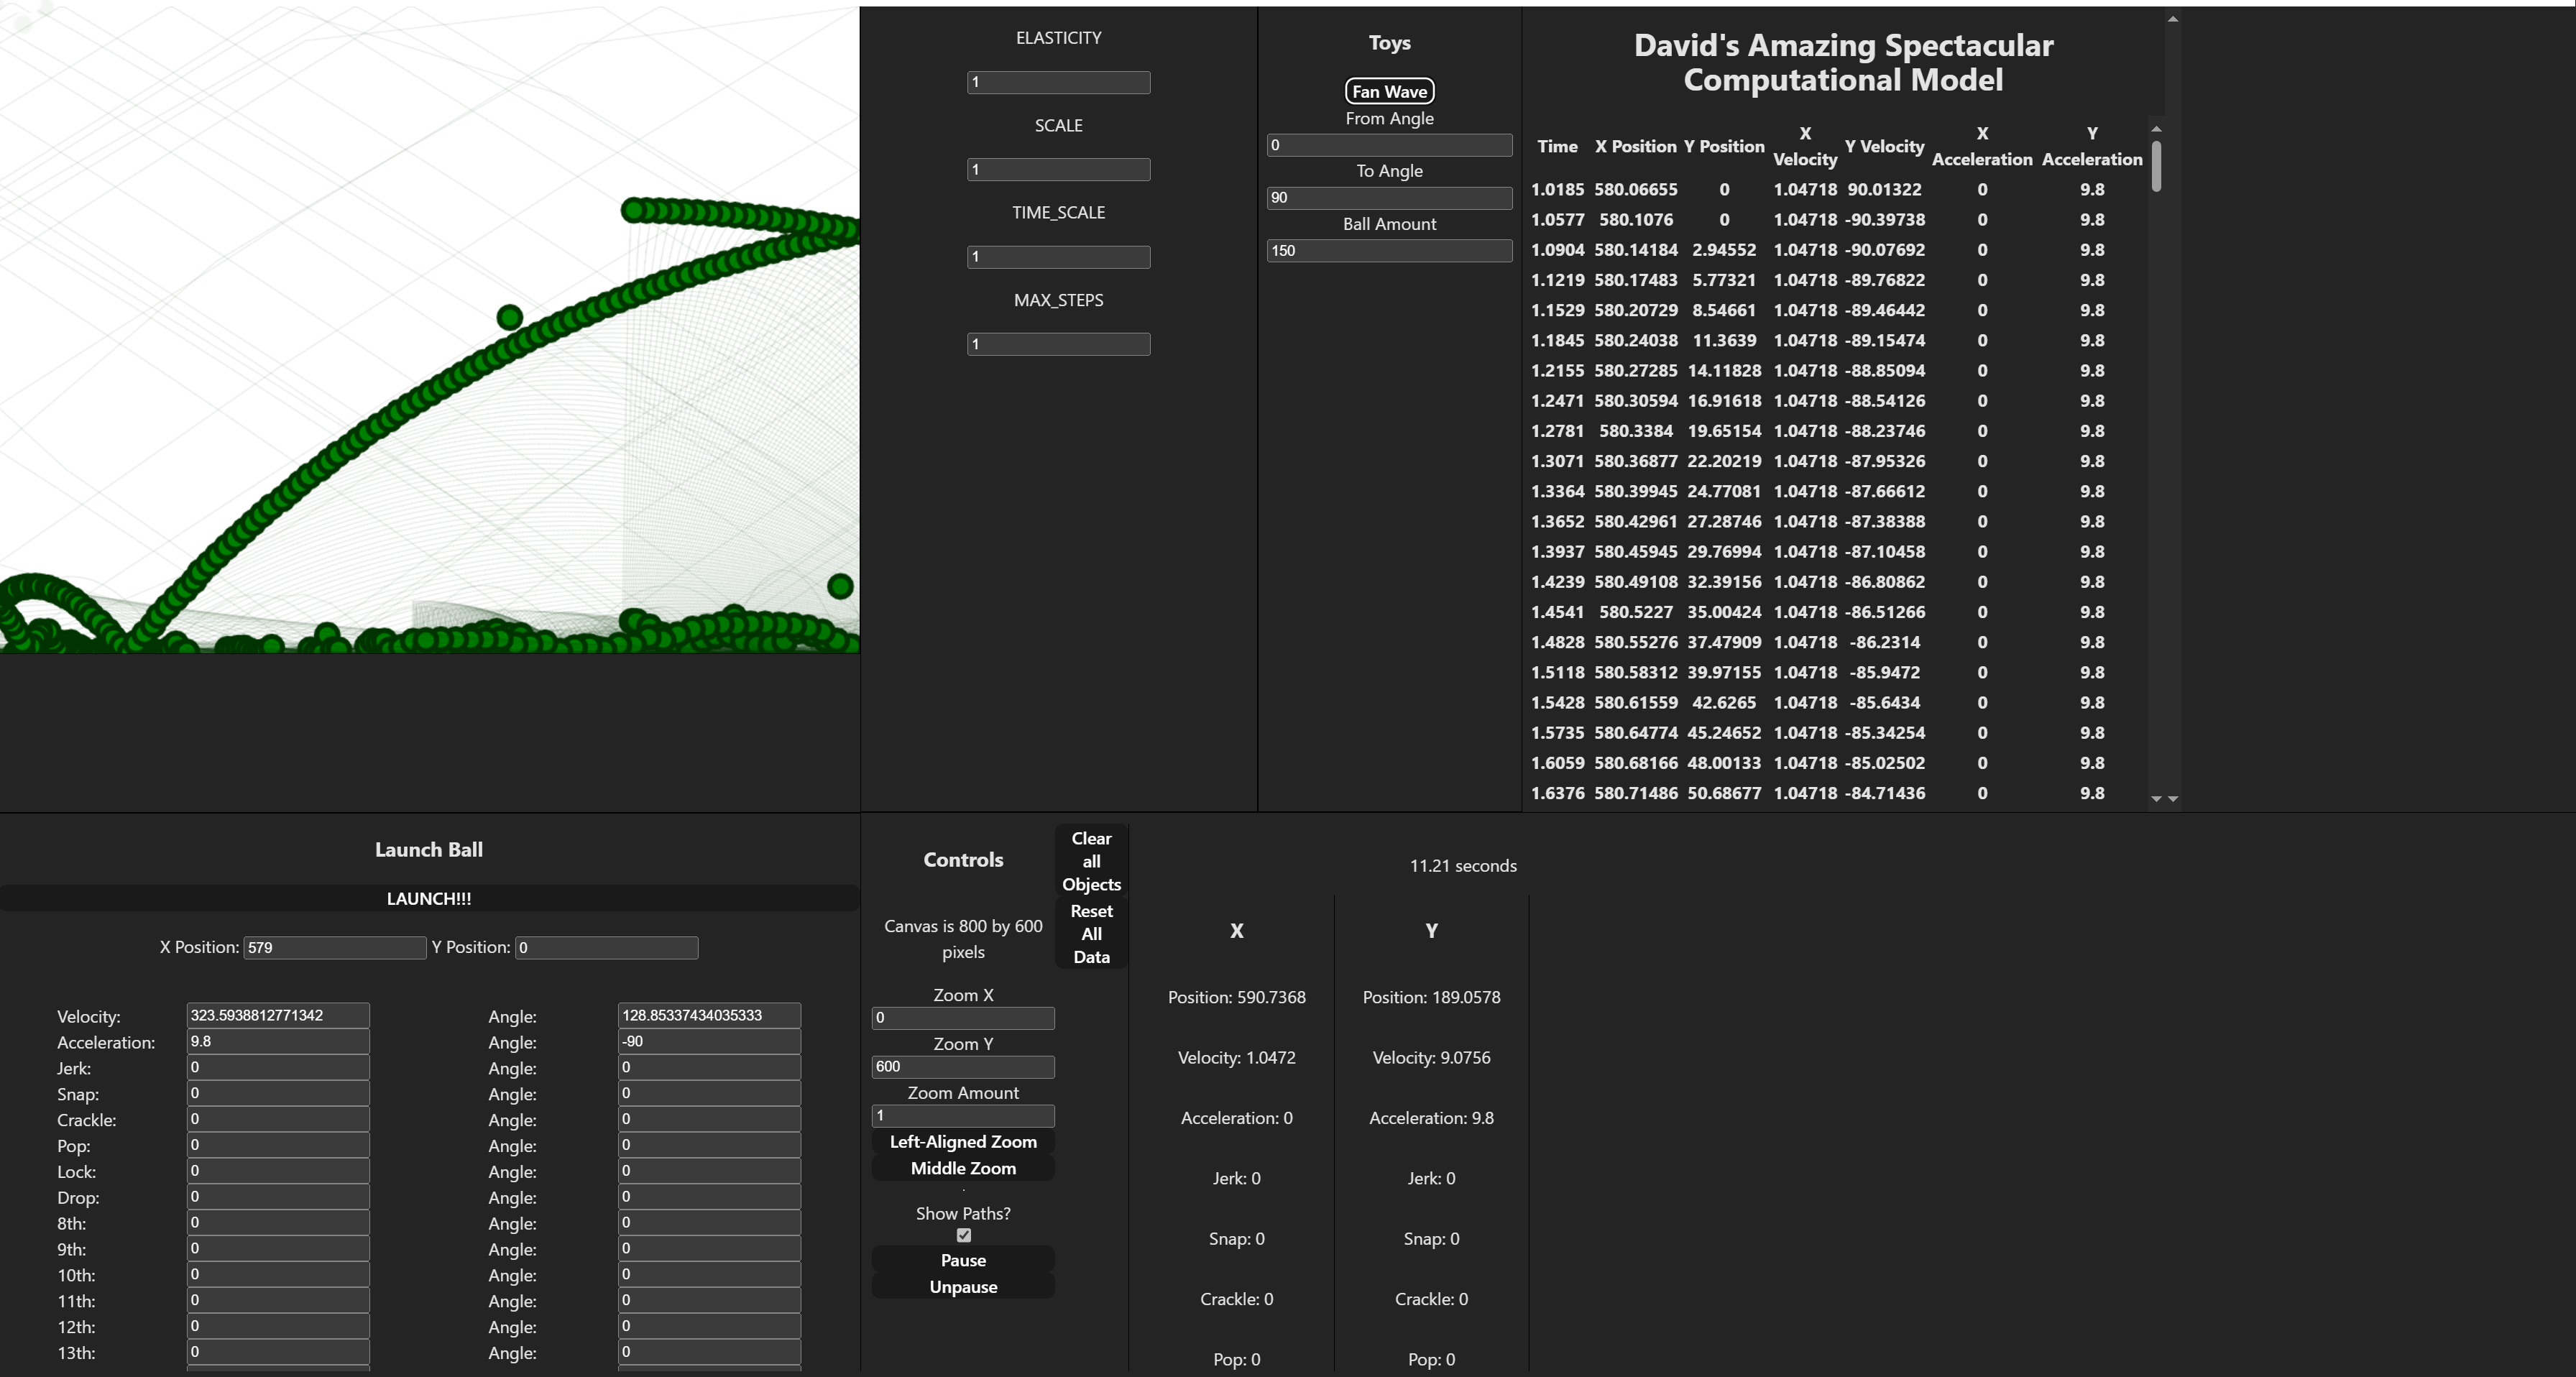 ELASTICITY
1
SCALE
1
TIME_SCALE
1
MAX_STEPS
1
Toys
Fan Wave
From Angle
0
To Angle
90
Ball Amount
150
David's Amazing Spectacular
Computational Model
Time X Position Y Position X Velocity Y Velocity X Acceleration Y Acceleration
1.0185 580.06655 0 1.04718 90.01322 0 9.8
1.0577 580.1076 0 1.04718 -90.39738 0 9.8
1.0904 580.14184 2.94552 1.04718 -90.07692 0 9.8
1.1219 580.17483 5.77321 1.04718 -89.76822 0 9.8
1.1529 580.20729 8.54661 1.04718 -89.46442 0 9.8
1.1845 580.24038 11.3639 1.04718 -89.15474 0 9.8
1.2155 580.27285 14.11828 1.04718 -88.85094 0 9.8
1.2471 580.30594 16.91618 1.04718 -88.54126 0 9.8
1.2781 580.3384 19.65154 1.04718 -88.23746 0 9.8
1.3071 580.36877 22.20219 1.04718 -87.95326 0 9.8
1.3364 580.39945 24.77081 1.04718 -87.66612 0 9.8
1.3652 580.42961 27.28746 1.04718 -87.38388 0 9.8
1.3937 580.45945 29.76994 1.04718 -87.10458 0 9.8
1.4239 580.49108 32.39156 1.04718 -86.80862 0 9.8
1.4541 580.5227 35.00424 1.04718 -86.51266 0 9.8
1.4828 580.55276 37.47909 1.04718 -86.2314 0 9.8
1.5118 580.58312 39.97155 1.04718 -85.9472 0 9.8
1.5428 580.61559 42.6265 1.04718 -85.6434 0 9.8
1.5735 580.64774 45.24652 1.04718 -85.34254 0 9.8
1.6059 580.68166 48.00133 1.04718 -85.02502 0 9.8
1.6376 580.71486 50.68677 1.04718 -84.71436 0 9.8
Launch Ball
LAUNCH!!!
X Position: 579 Y Position: 0
Velocity: 323.5938812771342 Angle: 128.85337434035333
Acceleration: 9.8 Angle: -90
Jerk: 0 Angle: 0
Snap: 0 Angle: 0
Crackle: 0 Angle: 0
Pop: 0 Angle: 0
Lock: 0 Angle: 0
Drop: 0 Angle: 0
8th: 0 Angle: 0
9th: 0 Angle: 0
10th: 0 Angle: 0
11th: 0 Angle: 0
12th: 0 Angle: 0
13th: 0 Angle: 0
Controls
Clear
all
Objects
Reset
All
Data
Canvas is 800 by 600
pixels
Zoom X
0
Zoom Y
600
Zoom Amount
1
Left-Aligned Zoom
Middle Zoom
.
Show Paths?
Pause
Unpause
11.21 seconds
X Y
Position: 590.7368 Position: 189.0578
Velocity: 1.0472 Velocity: 9.0756
Acceleration: 0 Acceleration: 9.8
Jerk: 0 Jerk: 0
Snap: 0 Snap: 0
Crackle: 0 Crackle: 0
Pop: 0 Pop: 0